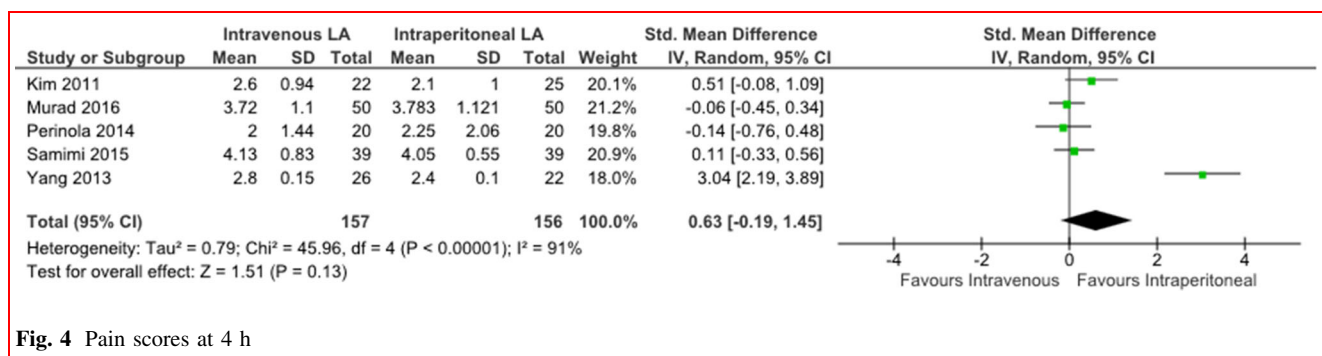 Intravenous LA Intraperitoneal LA Std. Mean Difference Std. Mean Difference
Study or Subgroup Mean SD Total Mean SD Total Weight IV, Random, 95% CI IV, Random, 95% CI
Kim 2011 2.6 0.94 22 2.1 1 25 20.1% 0.51 [-0.08, 1.09]
Murad 2016 3.72 1.1 50 3.783 1.121 50 21.2% -0.06 [-0.45, 0.34]
Perinola 2014 2 1.44 20 2.25 2.06 20 19.8% -0.14 [-0.76, 0.48]
Samimi 2015 4.13 0.83 39 4.05 0.55 39 20.9% 0.11 [-0.33, 0.56]
Yang 2013 2.8 0.15 26 2.4 0.1 22 18.0% 3.04 [2.19, 3.89]
Total (95% CI) 157 156 100.0% 0.63 [-0.19, 1.45]
Heterogeneity: Tau² = 0.79; Chi² = 45.96, df = 4 (P < 0.00001); I² = 91%
Test for overall effect: Z = 1.51 (P = 0.13)
-4 -2 0 2 4
Favours Intravenous Favours Intraperitoneal
Fig. 4 Pain scores at 4 h